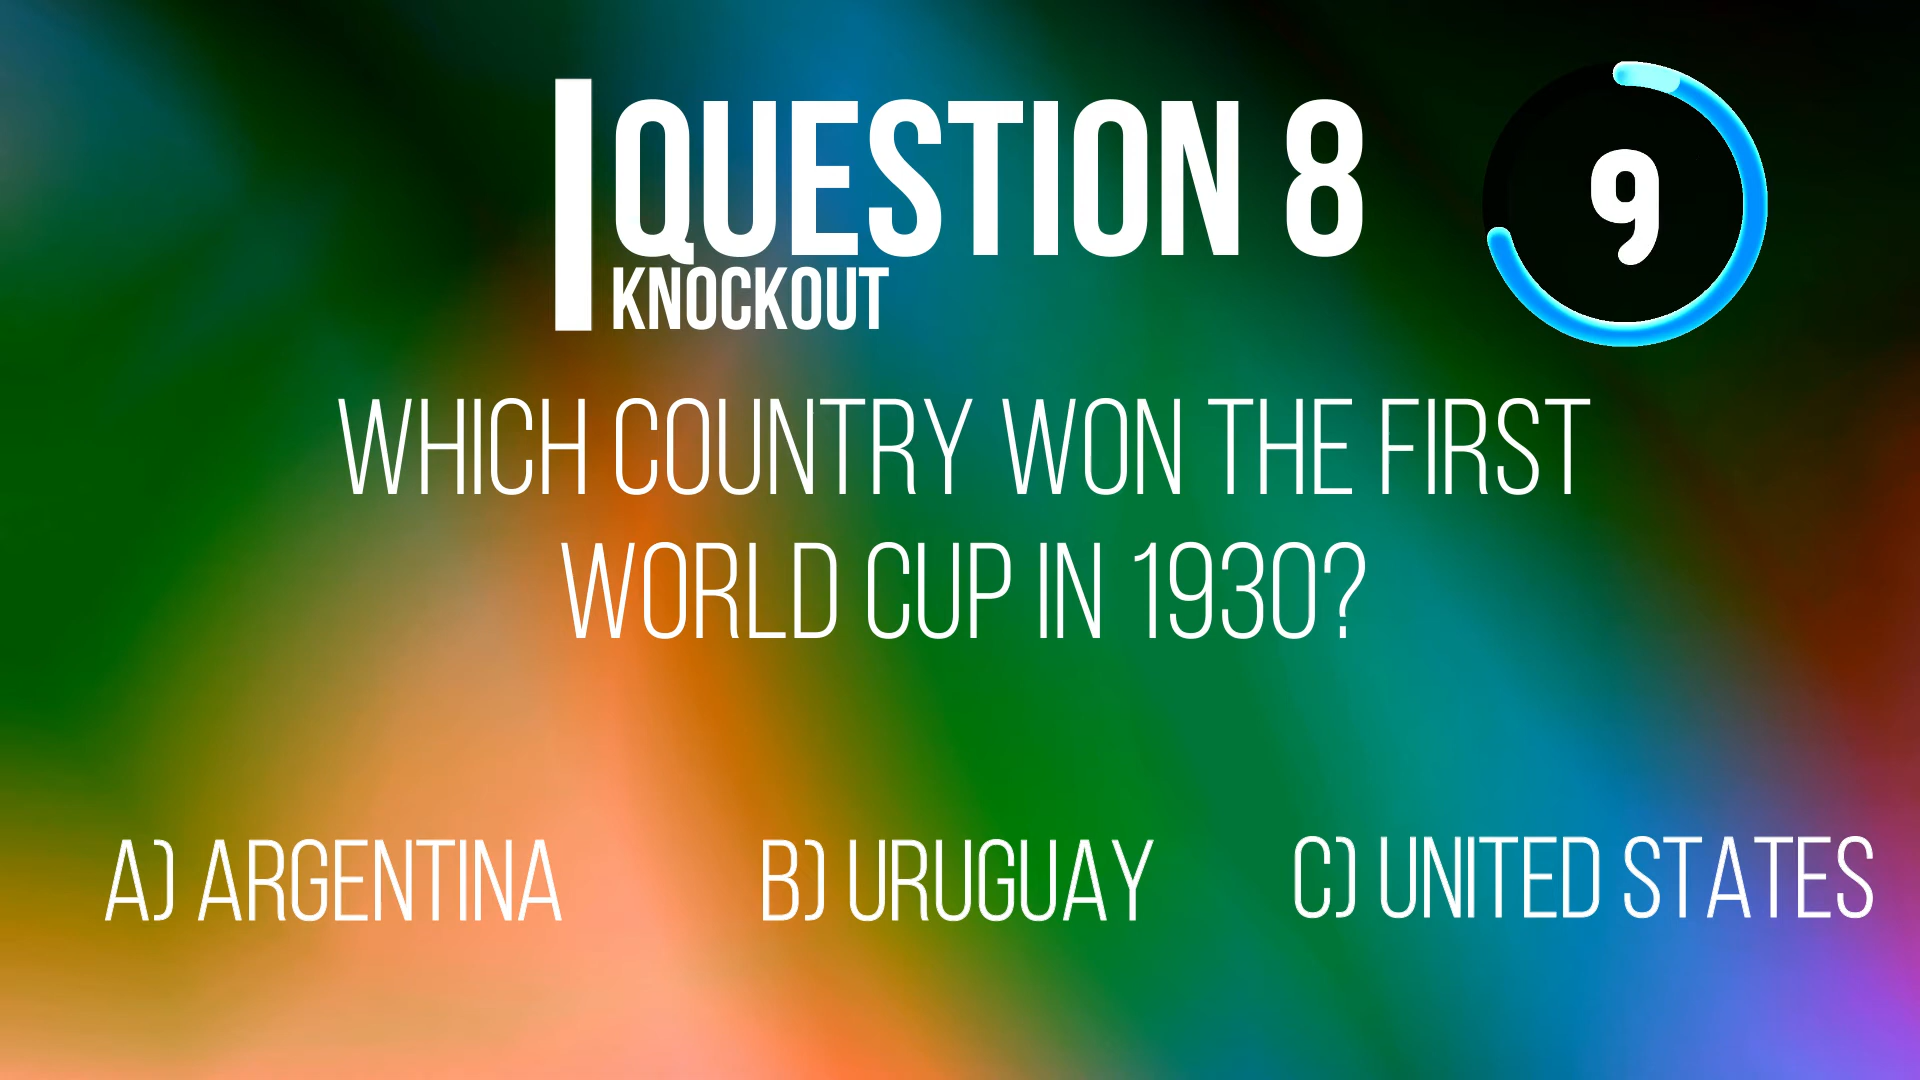 QUESTION 8
9
KNOCKOUT
WHICH COUNTRY WON THE FIRST
WORLD CUP IN 1930?
A) ARGENTINA
B) URUGUAY
C) UNITED STATES